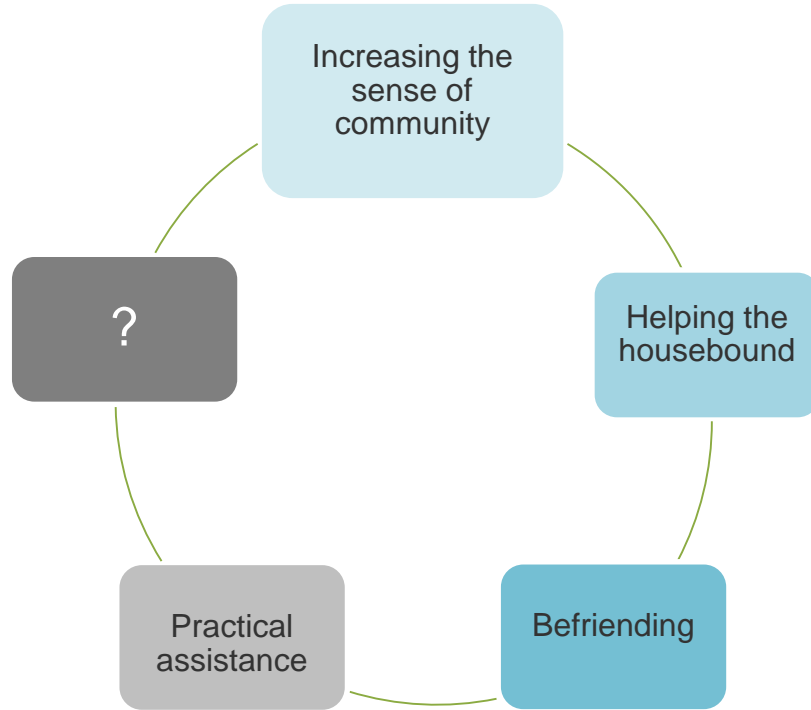 Increasing the
sense of
community
Helping the
housebound
Befriending
Practical
assistance
?